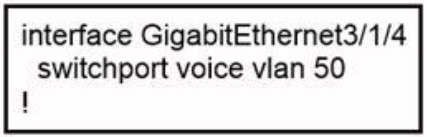 interface GigabitEthernet3/1/4
switchport voice vlan 50
!